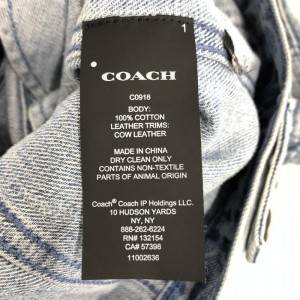 1
COACH
C0918
BODY:
100% COTTON
LEATHER TRIMS:
COW LEATHER
MADE IN CHINA
DRY CLEAN ONLY
CONTAINS NON-TEXTILE
PARTS OF ANIMAL ORIGIN
Coach® Coach IP Holdings LLC.
10 HUDSON YARDS
NY, NY
888-262-6224
RN# 132154
CA# 57398
11002636